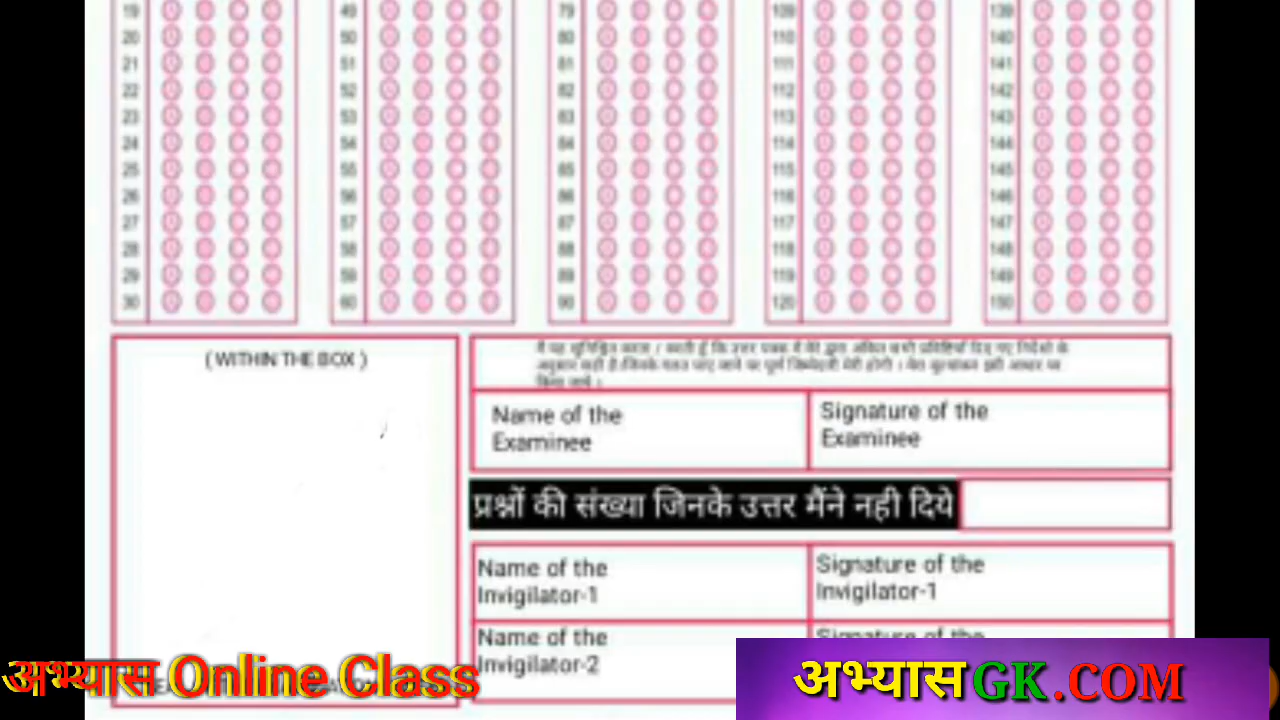 19 49 79 109 139
20 50 80 110 140
21 51 81 111 141
22 52 82 112 142
23 53 83 113 143
24 54 84 114 144
25 55 85 115 145
26 56 86 116 146
27 57 87 117 147
28 58 88 118 148
29 59 89 119 149
30 60 90 120 150
( WITHIN THE BOX )
Name of the
Examinee
Signature of the
Examinee
प्रश्नों की संख्या जिनके उत्तर मैंने नही दिये
Name of the
Invigilator-1
Signature of the
Invigilator-1
Name of the
Invigilator-2
Signature of the
अभ्यास Online Class
अभ्यास GK.COM